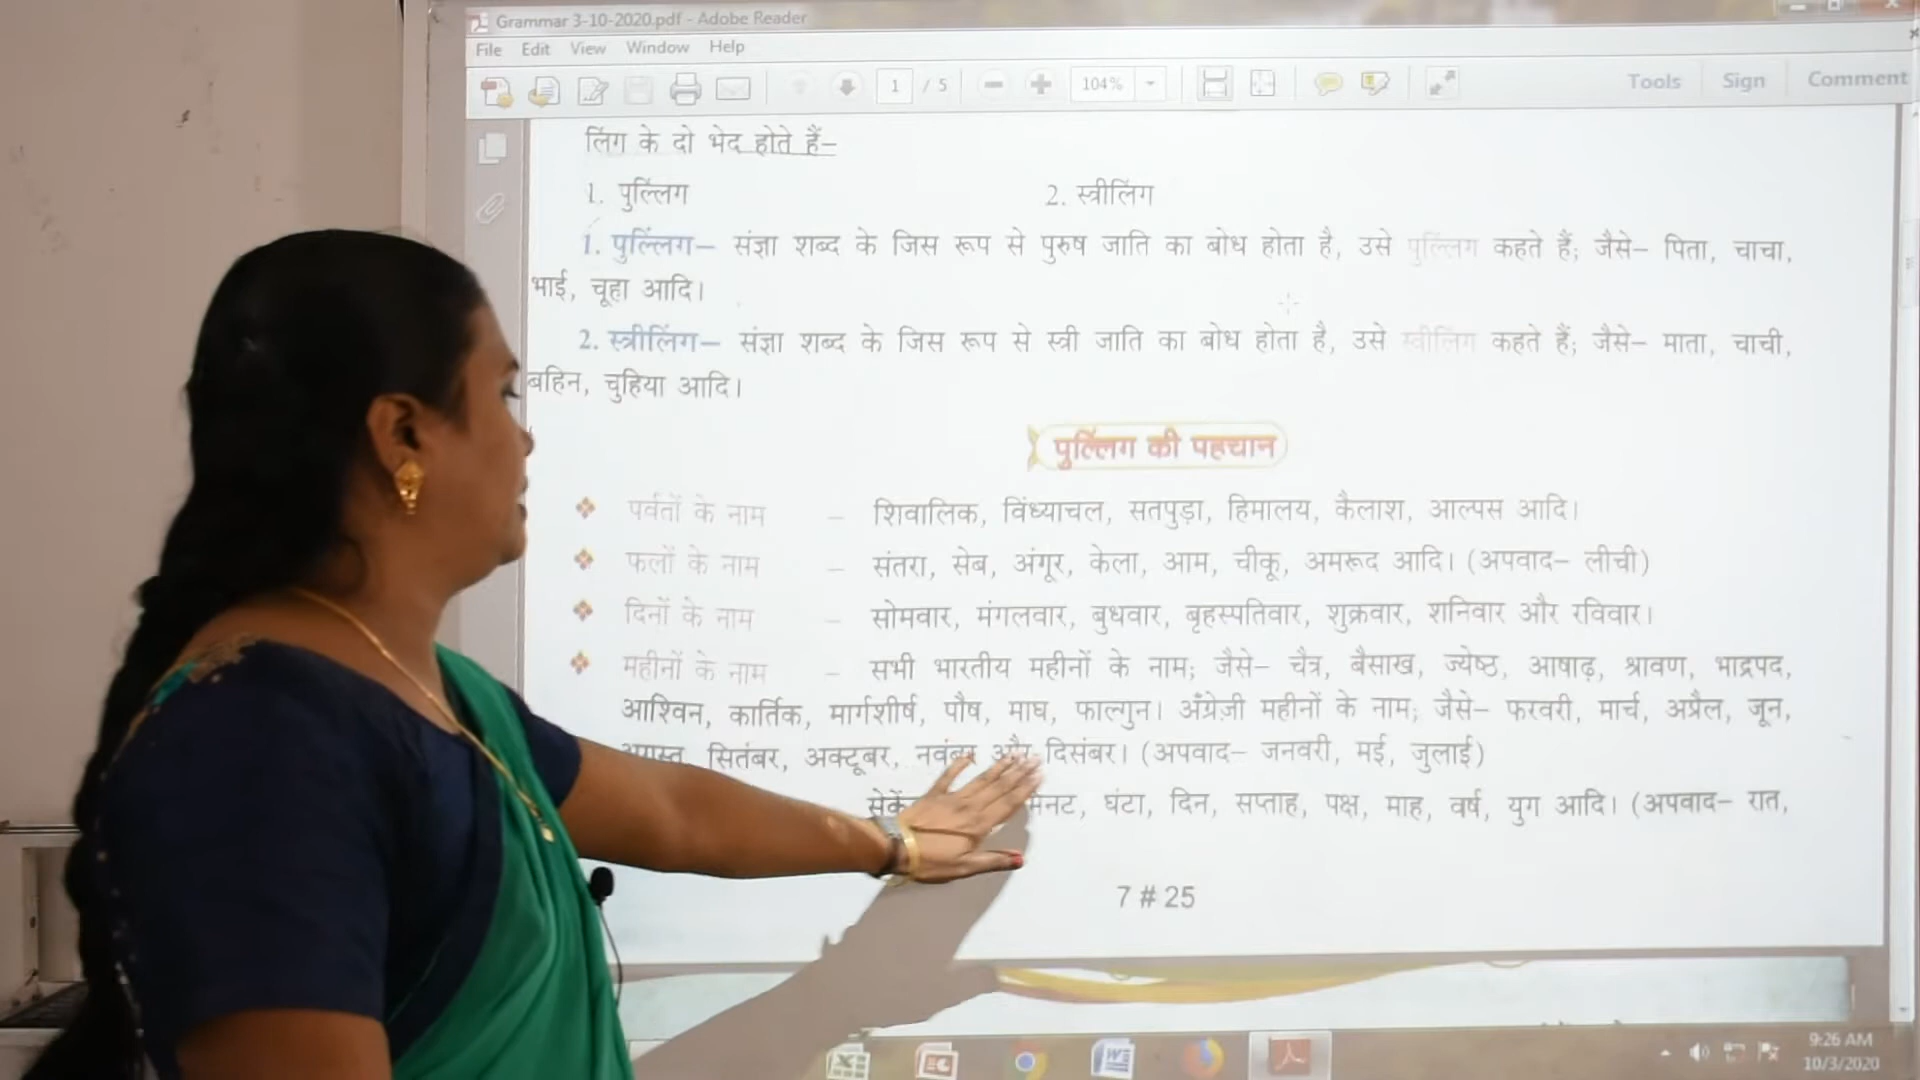 Grammar 3-10-2020.pdf - Adobe Reader
File Edit View Window Help
1 / 5 104% Tools Sign Comment
लिंग के दो भेद होते हैं–
1. पुल्लिंग 2. स्त्रीलिंग
1. पुल्लिंग– संज्ञा शब्द के जिस रूप से पुरुष जाति का बोध होता है, उसे पुल्लिंग कहते हैं; जैसे– पिता, चाचा,
भाई, चूहा आदि।
2. स्त्रीलिंग– संज्ञा शब्द के जिस रूप से स्त्री जाति का बोध होता है, उसे स्त्रीलिंग कहते हैं; जैसे– माता, चाची,
बहिन, चुहिया आदि।
पुल्लिंग की पहचान
पर्वतों के नाम – शिवालिक, विंध्याचल, सतपुड़ा, हिमालय, कैलाश, आल्पस आदि।
फलों के नाम – संतरा, सेब, अंगूर, केला, आम, चीकू, अमरूद आदि। (अपवाद– लीची)
दिनों के नाम – सोमवार, मंगलवार, बुधवार, बृहस्पतिवार, शुक्रवार, शनिवार और रविवार।
महीनों के नाम – सभी भारतीय महीनों के नाम; जैसे– चैत्र, बैसाख, ज्येष्ठ, आषाढ़, श्रावण, भाद्रपद,
आश्विन, कार्तिक, मार्गशीर्ष, पौष, माघ, फाल्गुन। अँग्रेज़ी महीनों के नाम; जैसे– फरवरी, मार्च, अप्रैल, जून,
अगस्त, सितंबर, अक्टूबर, नवंबर और दिसंबर। (अपवाद– जनवरी, मई, जुलाई)
घंटा, दिन, सप्ताह, पक्ष, माह, वर्ष, युग आदि। (अपवाद– रात,
7 # 25
9:26 AM
10/3/2020